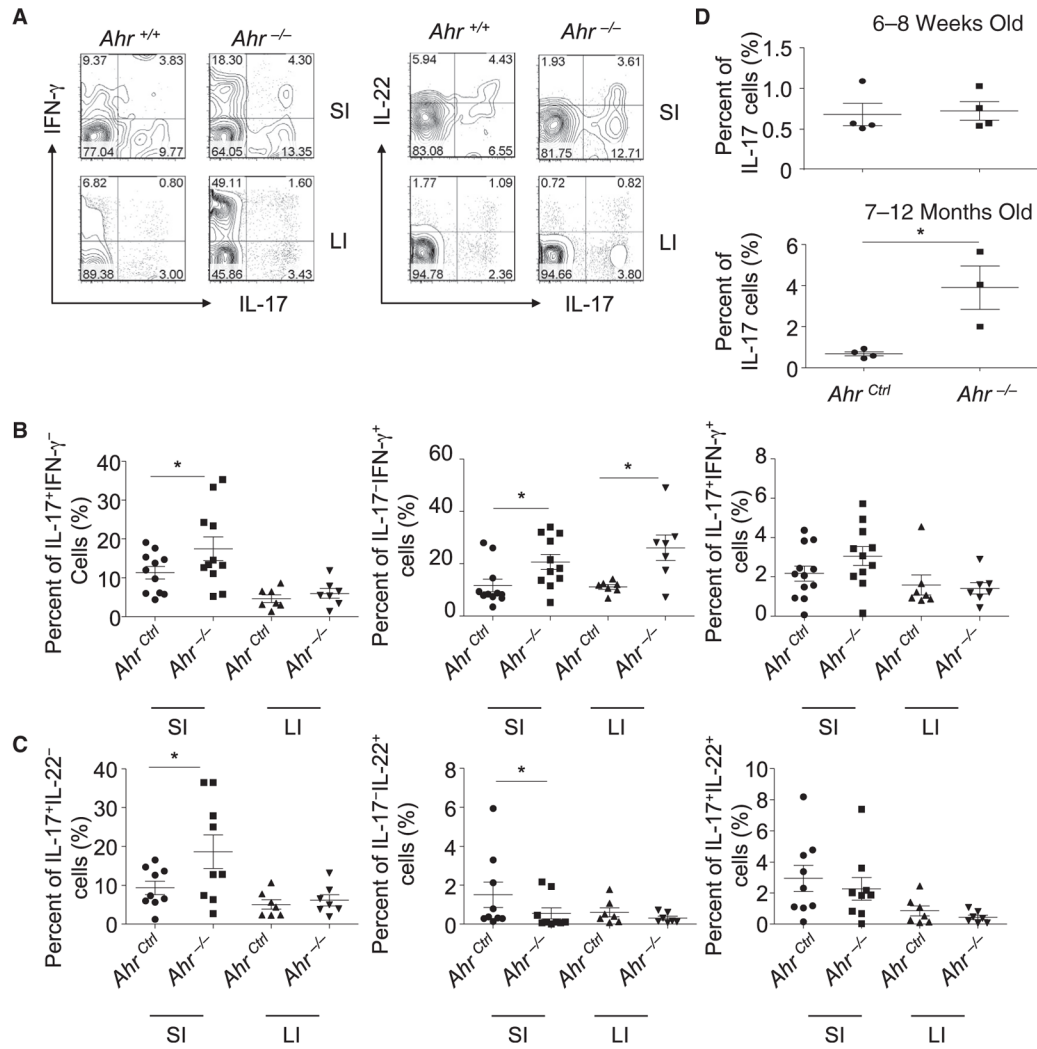 A
Ahr +/+
Ahr −/−
IFN-γ
9.37
3.83
77.04
9.77
18.30
4.30
64.05
13.35
SI
6.82
0.80
89.38
3.00
49.11
1.60
45.86
3.43
LI
IL-17
Ahr +/+
Ahr −/−
IL-22
5.94
4.43
83.08
6.55
1.93
3.61
81.75
12.71
SI
1.77
1.09
94.78
2.36
0.72
0.82
94.66
3.80
LI
IL-17
D
6–8 Weeks Old
Percent of
IL-17 cells (%)
1.5
1.0
0.5
0
7–12 Months Old
Percent of
IL-17 cells (%)
6
4
2
0
*
Ahr Ctrl
Ahr −/−
B
Percent of IL-17+IFN-γ−
Cells (%)
40
30
20
10
0
*
Ahr Ctrl
Ahr −/−
Ahr Ctrl
Ahr −/−
SI
LI
Percent of IL-17−IFN-γ+
cells (%)
60
40
20
0
*
*
Ahr Ctrl
Ahr −/−
Ahr Ctrl
Ahr −/−
SI
LI
Percent of IL-17+IFN-γ+
cells (%)
8
6
4
2
0
Ahr Ctrl
Ahr −/−
Ahr Ctrl
Ahr −/−
SI
LI
C
Percent of IL-17+IL-22−
cells (%)
40
30
20
10
0
*
Ahr Ctrl
Ahr −/−
Ahr Ctrl
Ahr −/−
SI
LI
Percent of IL-17−IL-22+
cells (%)
8
6
4
2
0
*
Ahr Ctrl
Ahr −/−
Ahr Ctrl
Ahr −/−
SI
LI
Percent of IL-17+IL-22+
cells (%)
10
8
6
4
2
0
Ahr Ctrl
Ahr −/−
Ahr Ctrl
Ahr −/−
SI
LI